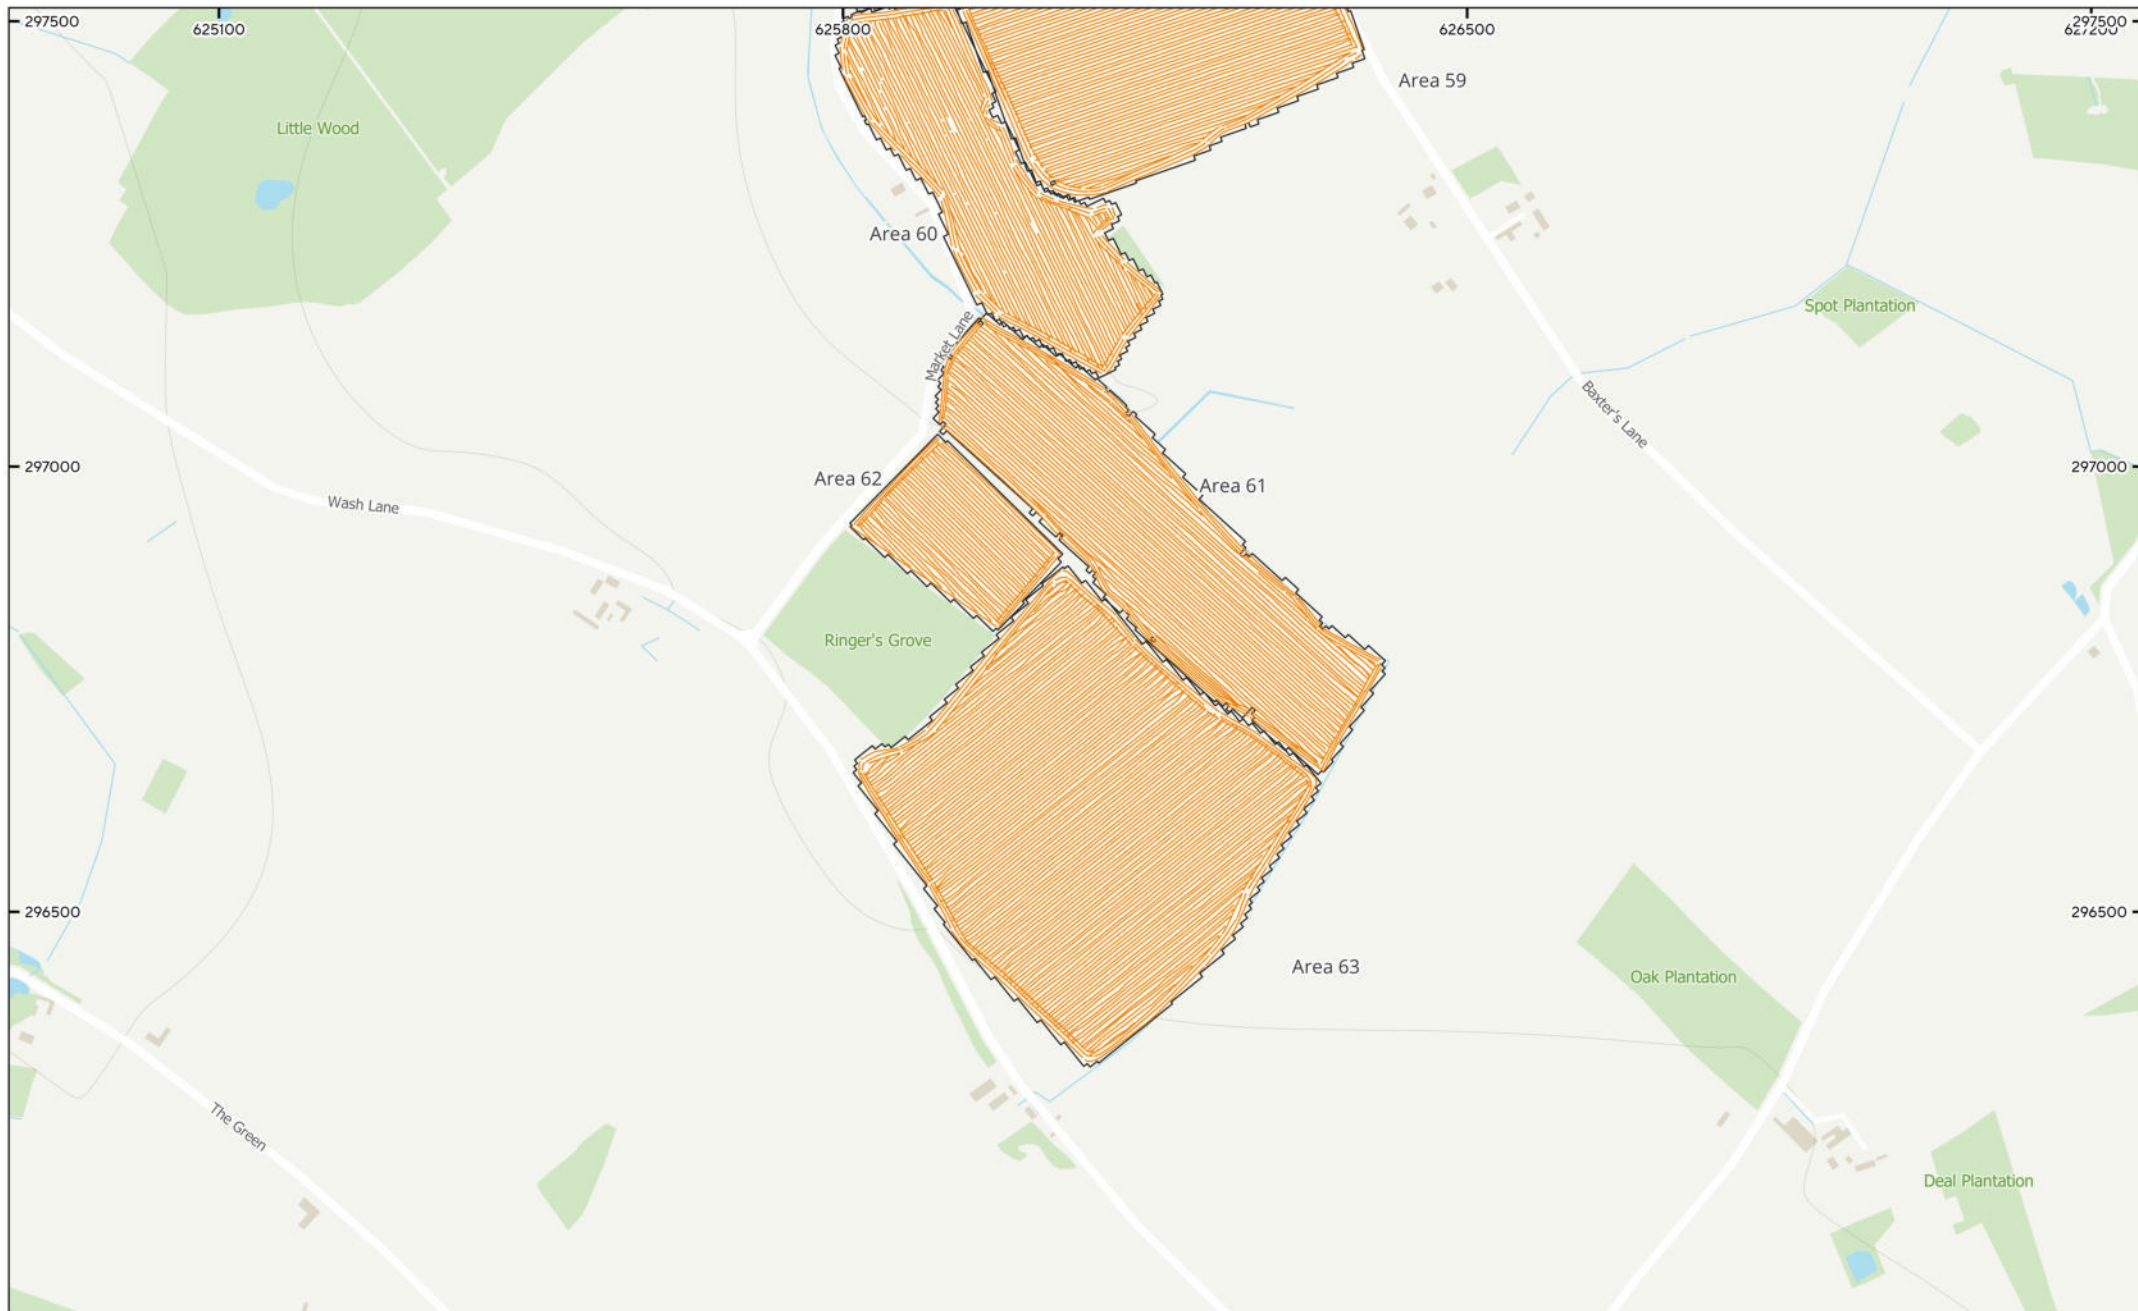 297500
625100
625800
626500
297500
627200
Area 59
Little Wood
Area 60
Spot Plantation
Market Lane
Baxter's Lane
297000
297000
Area 62
Area 61
Wash Lane
Ringer's Grove
296500
296500
Area 63
Oak Plantation
The Green
Deal Plantation